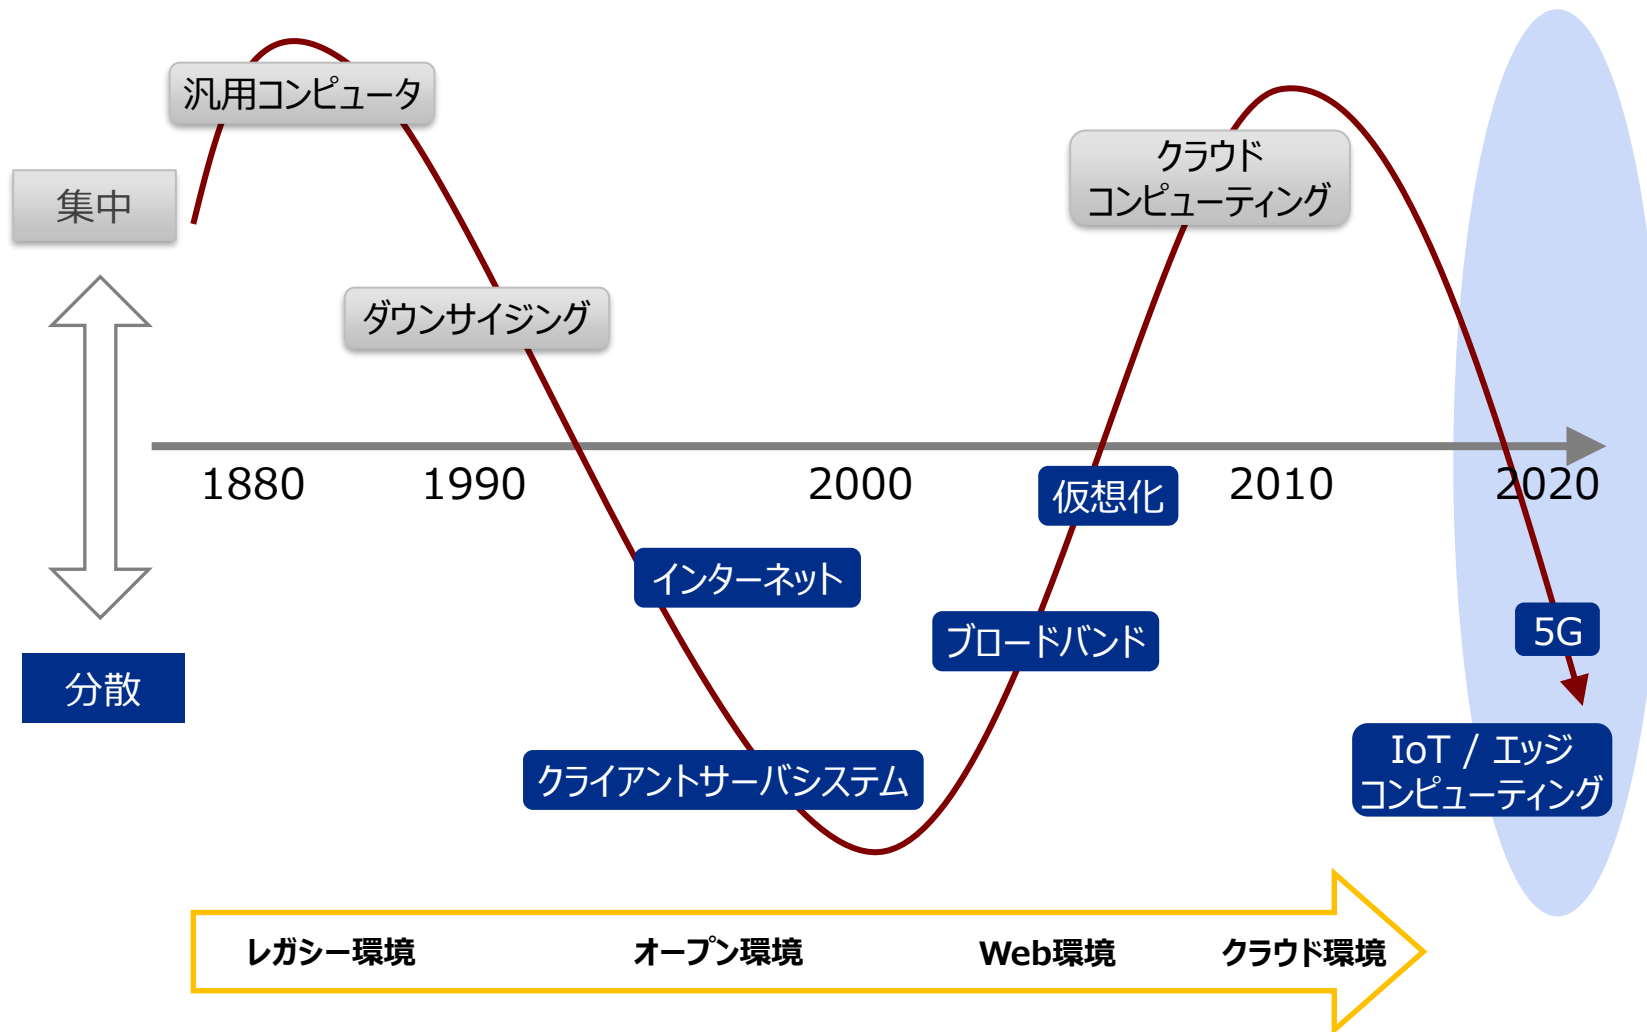 汎用コンピュータ
集中
クラウド
コンピューティング
ダウンサイジング
1880
1990
2000
2010
2020
仮想化
インターネット
ブロードバンド
5G
分散
クライアントサーバシステム
IoT / エッジ
コンピューティング
レガシー環境
オープン環境
Web環境
クラウド環境